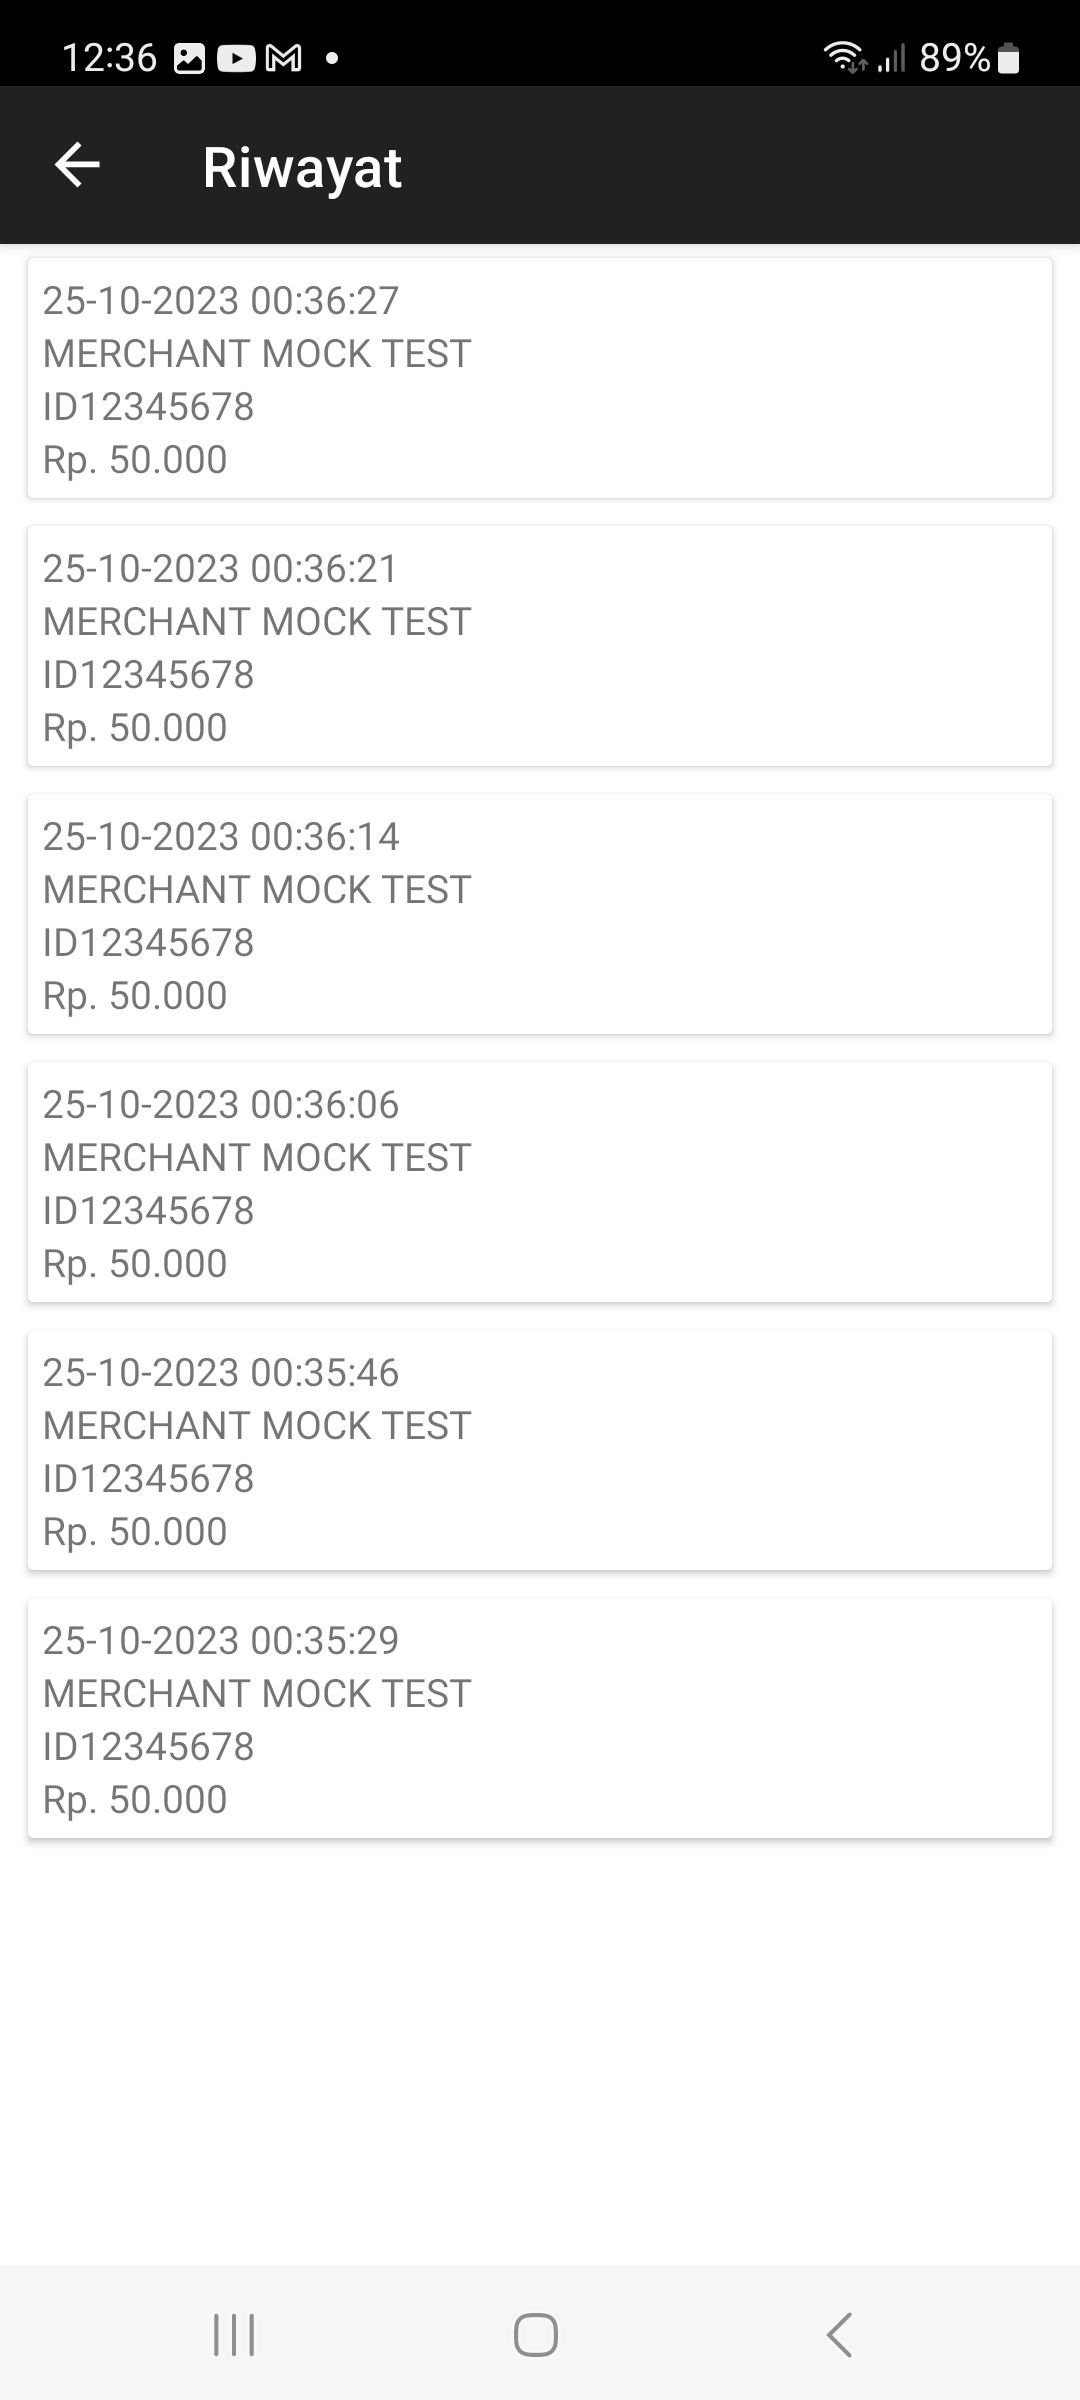 12:36 89%
Riwayat
25-10-2023 00:36:27
MERCHANT MOCK TEST
ID12345678
Rp. 50.000
25-10-2023 00:36:21
MERCHANT MOCK TEST
ID12345678
Rp. 50.000
25-10-2023 00:36:14
MERCHANT MOCK TEST
ID12345678
Rp. 50.000
25-10-2023 00:36:06
MERCHANT MOCK TEST
ID12345678
Rp. 50.000
25-10-2023 00:35:46
MERCHANT MOCK TEST
ID12345678
Rp. 50.000
25-10-2023 00:35:29
MERCHANT MOCK TEST
ID12345678
Rp. 50.000